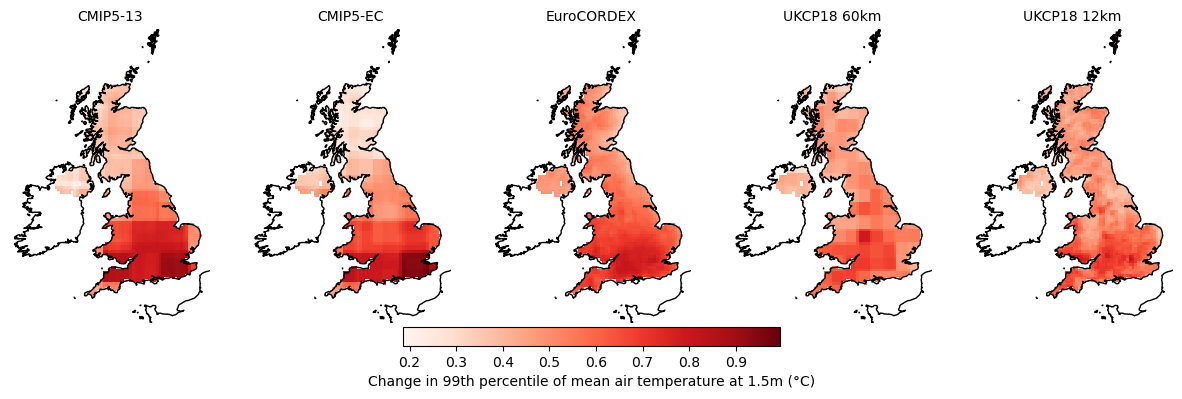 CMIP5-13
CMIP5-EC
EuroCORDEX
UKCP18 60km
UKCP18 12km
0.2 0.3 0.4 0.5 0.6 0.7 0.8 0.9
Change in 99th percentile of mean air temperature at 1.5m (°C)